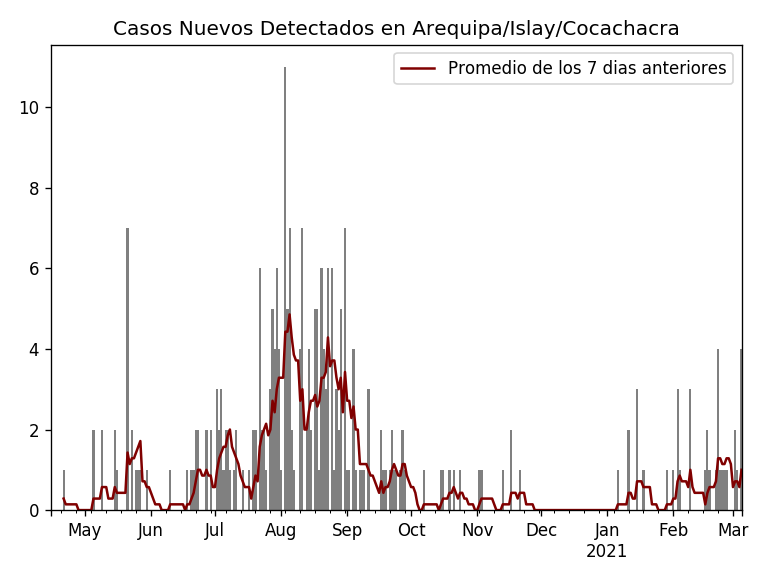 Casos Nuevos Detectados en Arequipa/Islay/Cocachacra
Promedio de los 7 dias anteriores
10
8
6
4
2
0
May Jun Jul Aug Sep Oct Nov Dec Jan Feb Mar
2021